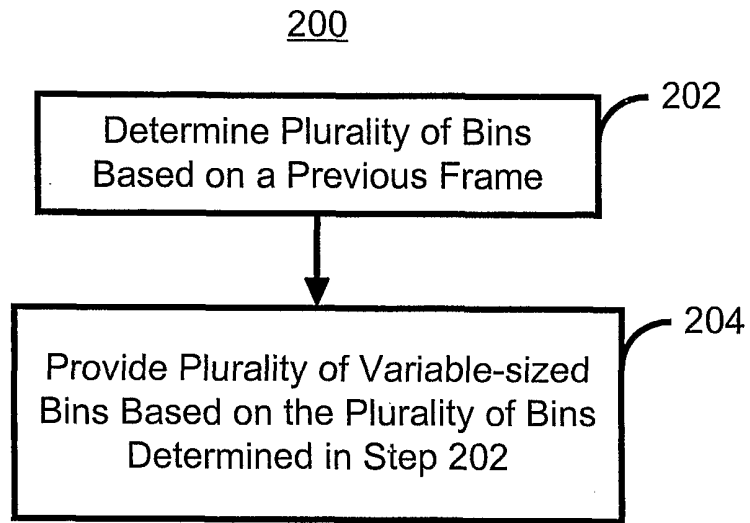 200
202
Determine Plurality of Bins
Based on a Previous Frame
204
Provide Plurality of Variable-sized
Bins Based on the Plurality of Bins
Determined in Step 202